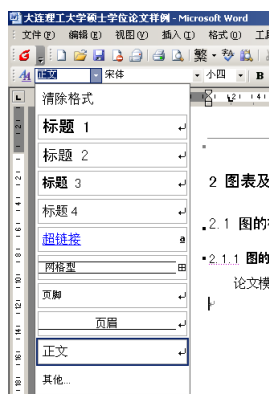 大连理工大学硕士学位论文样例 - Microsoft Word
文件(F) 编辑(E) 视图(V) 插入(I) 格式(O) 工具
繁
正文 宋体 小四 B
清除格式
标题 1
标题 2
标题 3
标题 4
超链接 a
网格型
页脚
页眉
正文
其他...
2 图表及
2.1 图的
2.1.1 图的
论文模